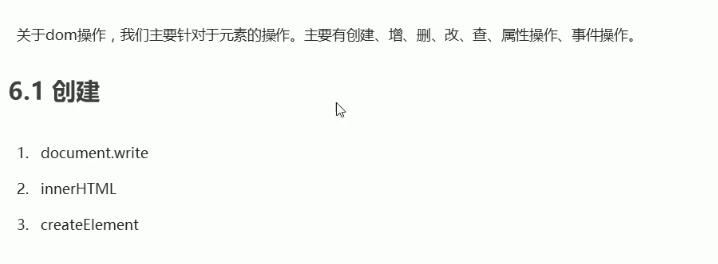 关于dom操作，我们主要针对于元素的操作。主要有创建、增、删、改、查、属性操作、事件操作。
6.1 创建
1. document.write
2. innerHTML
3. createElement